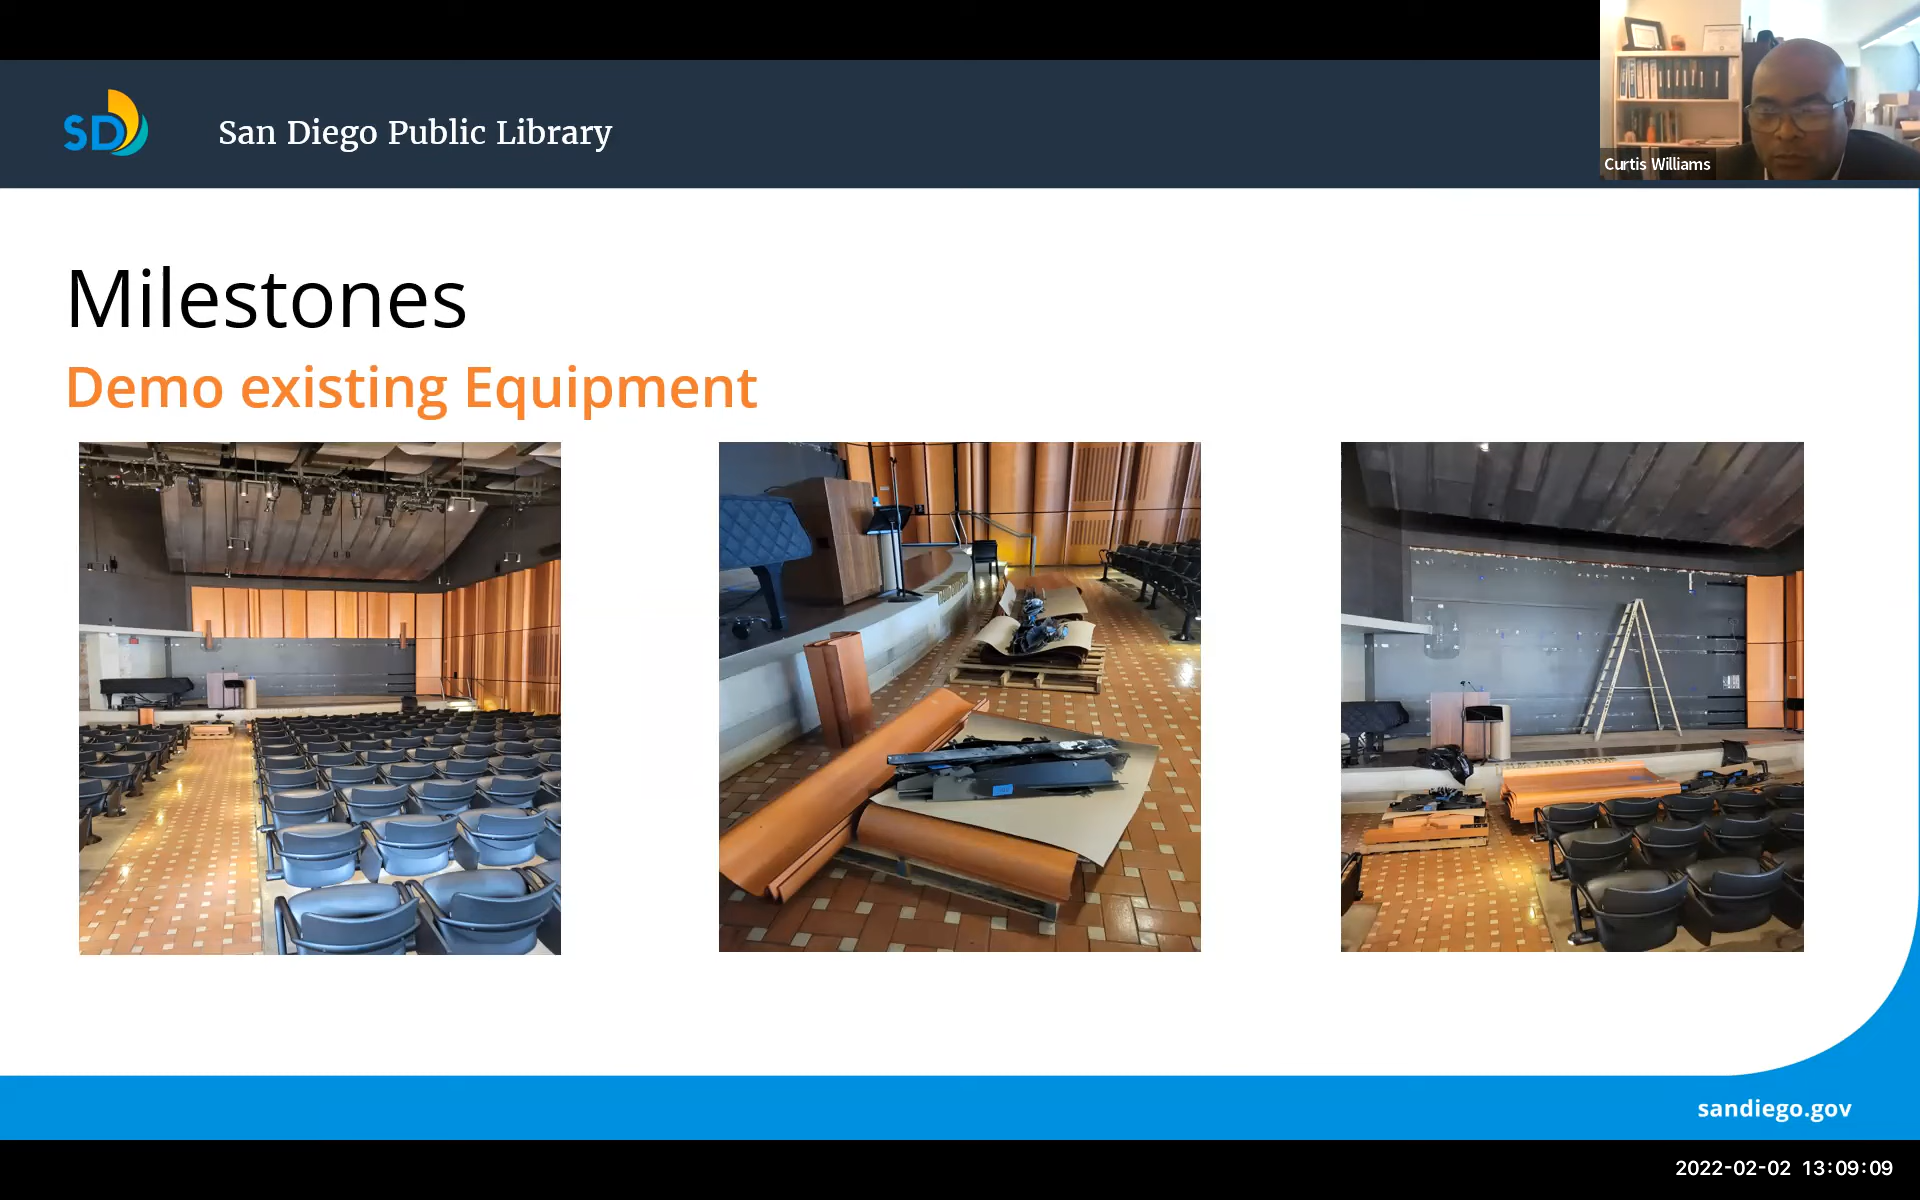 SD
San Diego Public Library
Curtis Williams
Milestones
Demo existing Equipment
sandiego.gov
2022-02-02 13:09:09